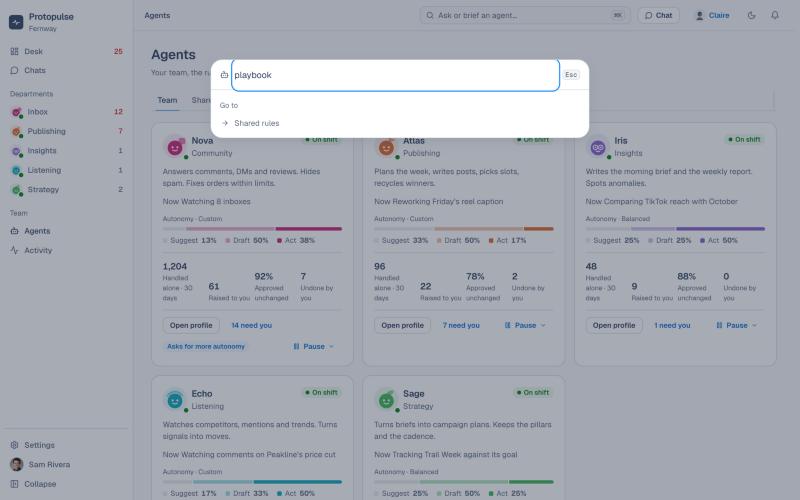 Protopulse
Fernway
Desk 25
Chats
Departments
Inbox 12
Publishing 7
Insights 1
Listening 1
Strategy 2
Team
Agents
Activity
Settings
Sam Rivera
Collapse
Agents
Ask or brief an agent... ⌘K
Chat
Claire
Agents
playbook
Esc
Go to
→ Shared rules
Team
Nova
Community
On shift
Answers comments, DMs and reviews. Hides
spam. Fixes orders within limits.
Now Watching 8 inboxes
Autonomy · Custom
Suggest 13% Draft 50% Act 38%
1,204
Handled
alone · 30
days
61
Raised to you
92%
Approved
unchanged
7
Undone by
you
Open profile
14 need you
Asks for more autonomy
Pause
Atlas
Publishing
On shift
Plans the week, writes posts, picks slots,
recycles winners.
Now Reworking Friday's reel caption
Autonomy · Custom
Suggest 33% Draft 50% Act 17%
96
Handled
alone · 30
days
22
Raised to you
78%
Approved
unchanged
2
Undone by
you
Open profile
7 need you
Pause
Iris
Insights
On shift
Writes the morning brief and the weekly report.
Spots anomalies.
Now Comparing TikTok reach with October
Autonomy · Balanced
Suggest 25% Draft 25% Act 50%
48
Handled
alone · 30
days
9
Raised to you
88%
Approved
unchanged
0
Undone by
you
Open profile
1 need you
Pause
Echo
Listening
On shift
Watches competitors, mentions and trends. Turns
signals into moves.
Now Watching comments on Peakline's price cut
Autonomy · Custom
Suggest 17% Draft 33% Act 50%
Sage
Strategy
On shift
Turns briefs into campaign plans. Keeps the pillars
and the cadence.
Now Tracking Trail Week against its goal
Autonomy · Balanced
Suggest 25% Draft 50% Act 25%